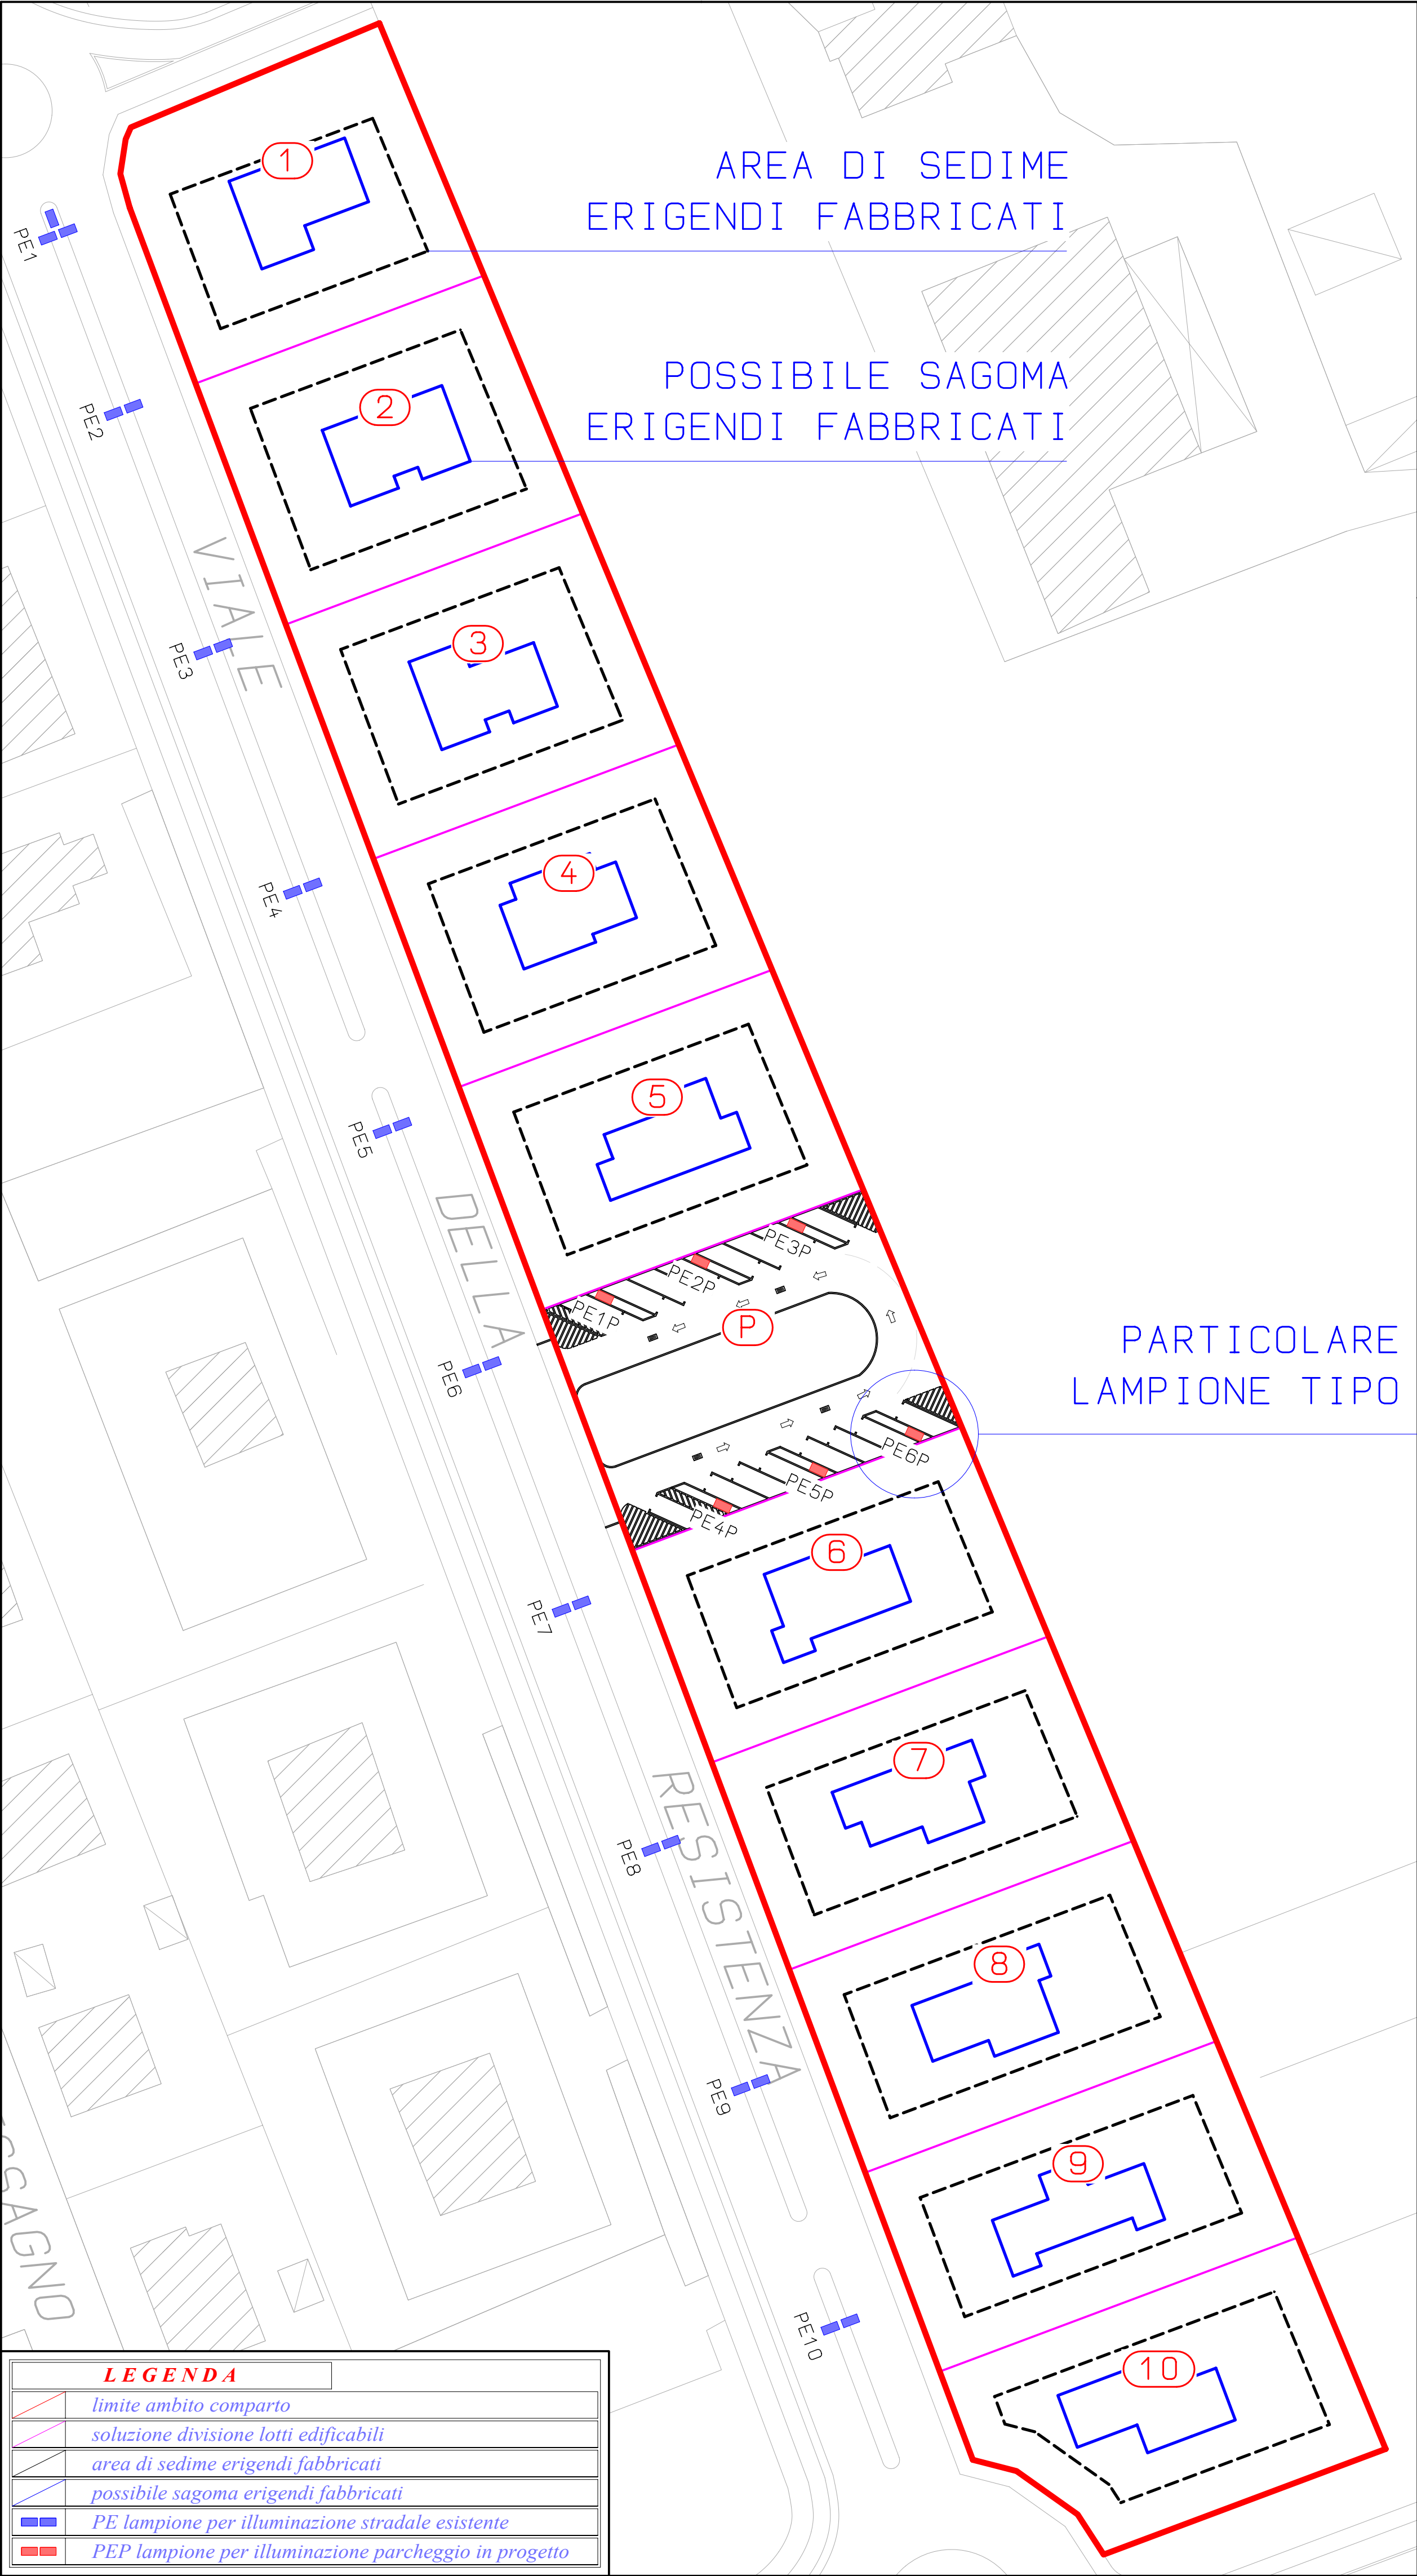 1
AREA DI SEDIME
ERIGENDI FABBRICATI
PE1
2
POSSIBILE SAGOMA
ERIGENDI FABBRICATI
PE2
VIALE
3
PE3
4
PE4
5
PE5
DELLA
PE3P
PE2P
PE1P
P
PE6
PARTICOLARE
LAMPIONE TIPO
PE6P
PE5P
PE4P
6
PE7
7
RESISTENZA
PE8
8
PE9
9
PE10
10
LEGENDA
limite ambito comparto
soluzione divisione lotti edificabili
area di sedime erigendi fabbricati
possibile sagoma erigendi fabbricati
PE lampione per illuminazione stradale esistente
PEP lampione per illuminazione parcheggio in progetto